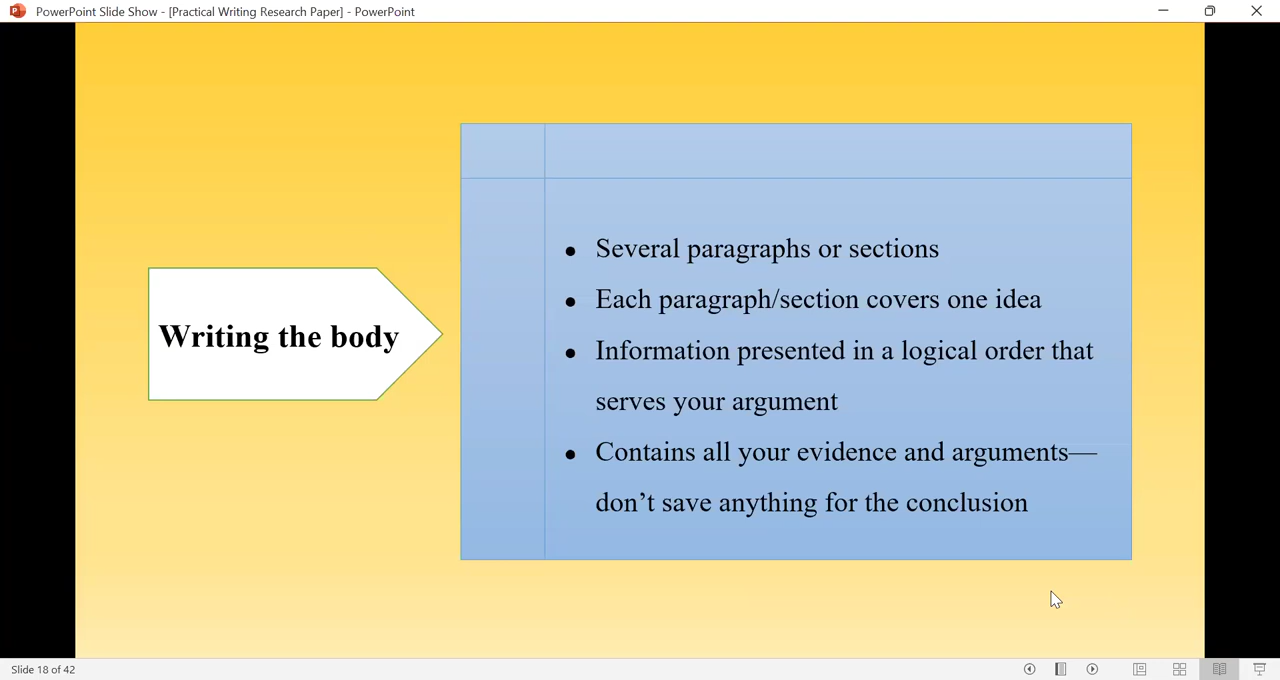 PowerPoint Slide Show - [Practical Writing Research Paper] - PowerPoint
Writing the body
• Several paragraphs or sections
• Each paragraph/section covers one idea
• Information presented in a logical order that
serves your argument
• Contains all your evidence and arguments—
don’t save anything for the conclusion
Slide 18 of 42